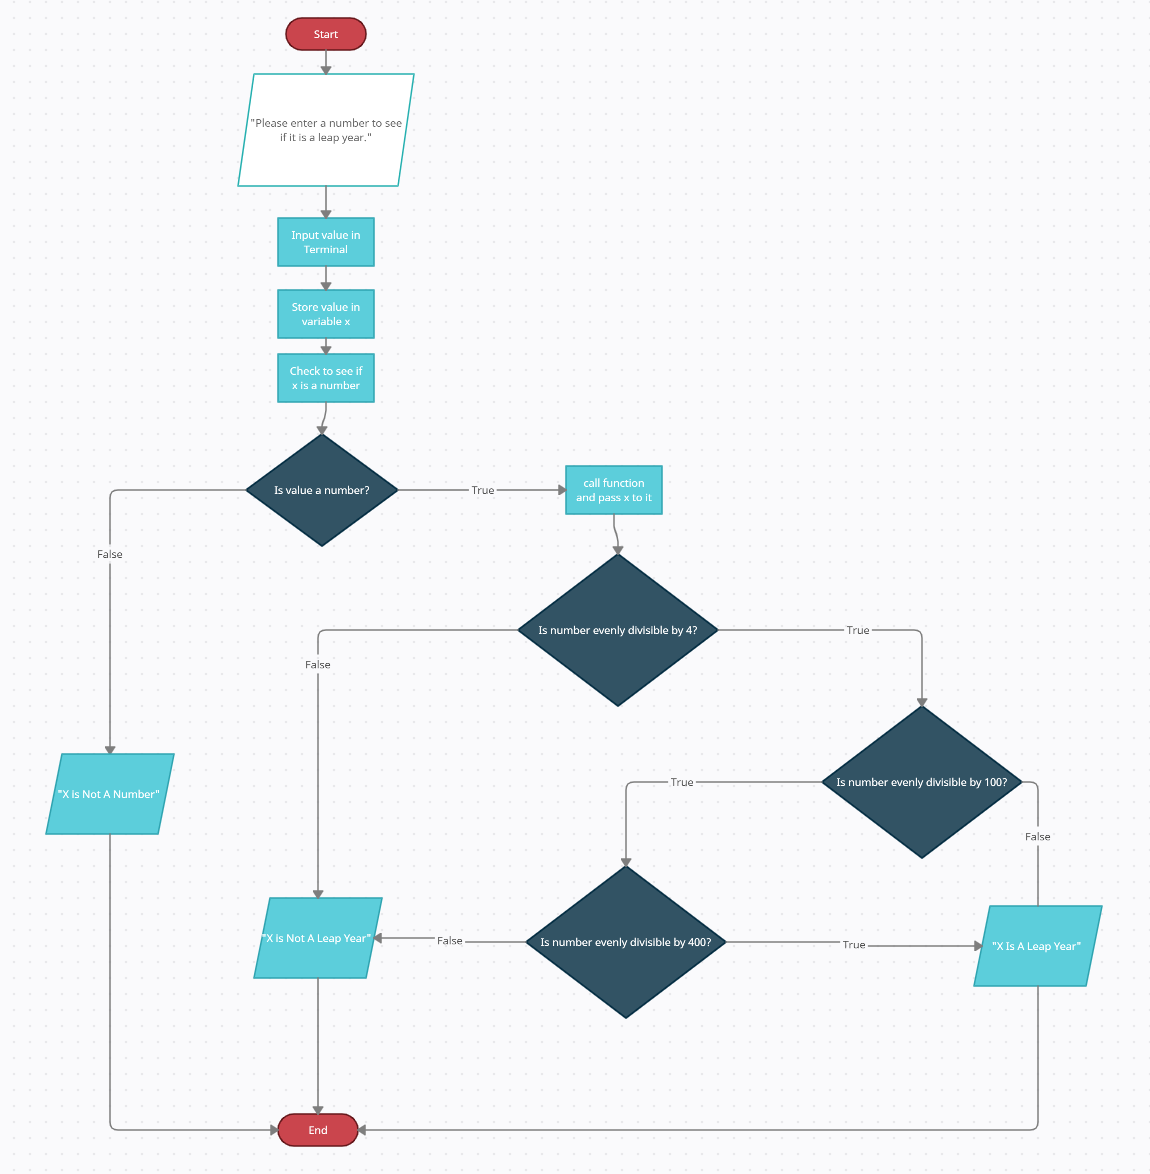 Start
"Please enter a number to see
if it is a leap year."
Input value in
Terminal
Store value in
variable x
Check to see if
x is a number
Is value a number?
True
call function
and pass x to it
False
Is number evenly divisible by 4?
True
False
Is number evenly divisible by 100?
True
False
"X is Not A Number"
"X is Not A Leap Year"
False
Is number evenly divisible by 400?
True
"X Is A Leap Year"
End